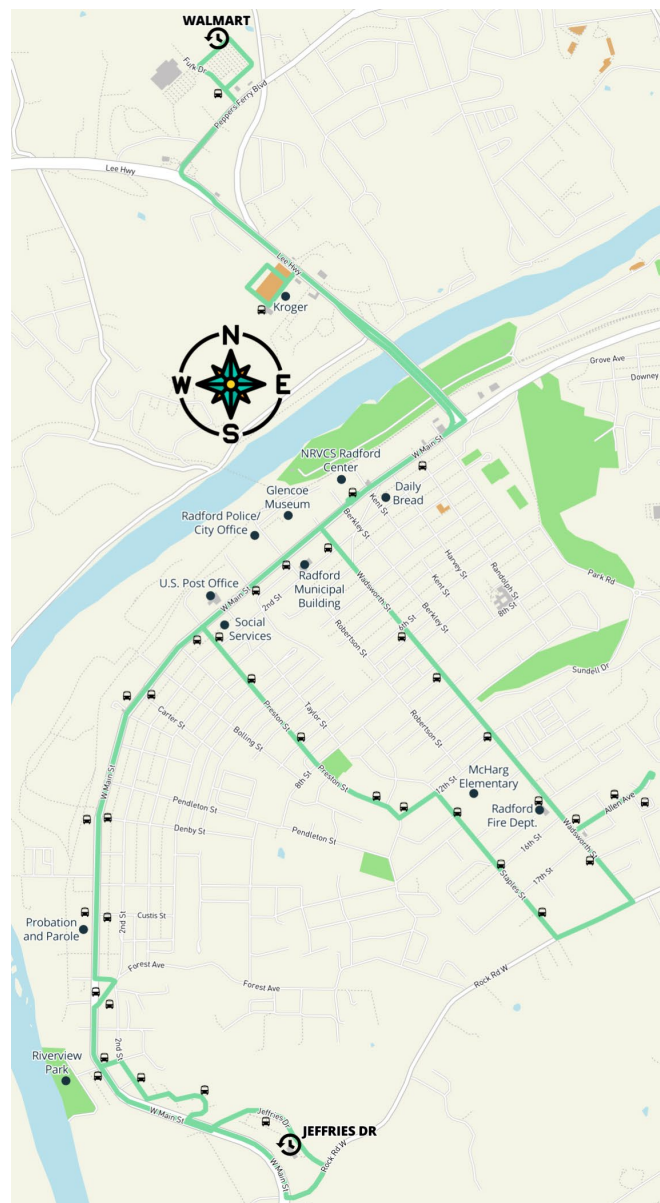 WALMART
Furk Dr
Peppers Ferry Blvd
Lee Hwy
Lee Hwy
Kroger
N
W
E
S
Grove Ave
Downey
W Main St
NRVCS Radford
Center
Kent St
Daily
Bread
Glencoe
Museum
Berkley St
Radford Police/
City Office
Harvey St
Randolph St
Kent St
8th St
Park Rd
Radford
Municipal
Building
Wadsworth St
Berkley St
6th St
U.S. Post Office
W Main St
2nd St
Social
Services
Robertson St
Sundell Dr
Carter St
Bolling St
Preston St
Taylor St
Robertson St
8th St
W Main St
Preston St
12th St
McHarg
Elementary
Radford
Fire Dept.
Allen Ave
Pendleton St
Denby St
Pendleton St
16th St
Wadsworth St
17th St
Staples St
Probation
and Parole
2nd St
Custis St
Forest Ave
Forest Ave
Rock Rd W
2nd St
Riverview
Park
W Main St
Jeffries Dr
JEFFRIES DR
Rock Rd W
W Main St